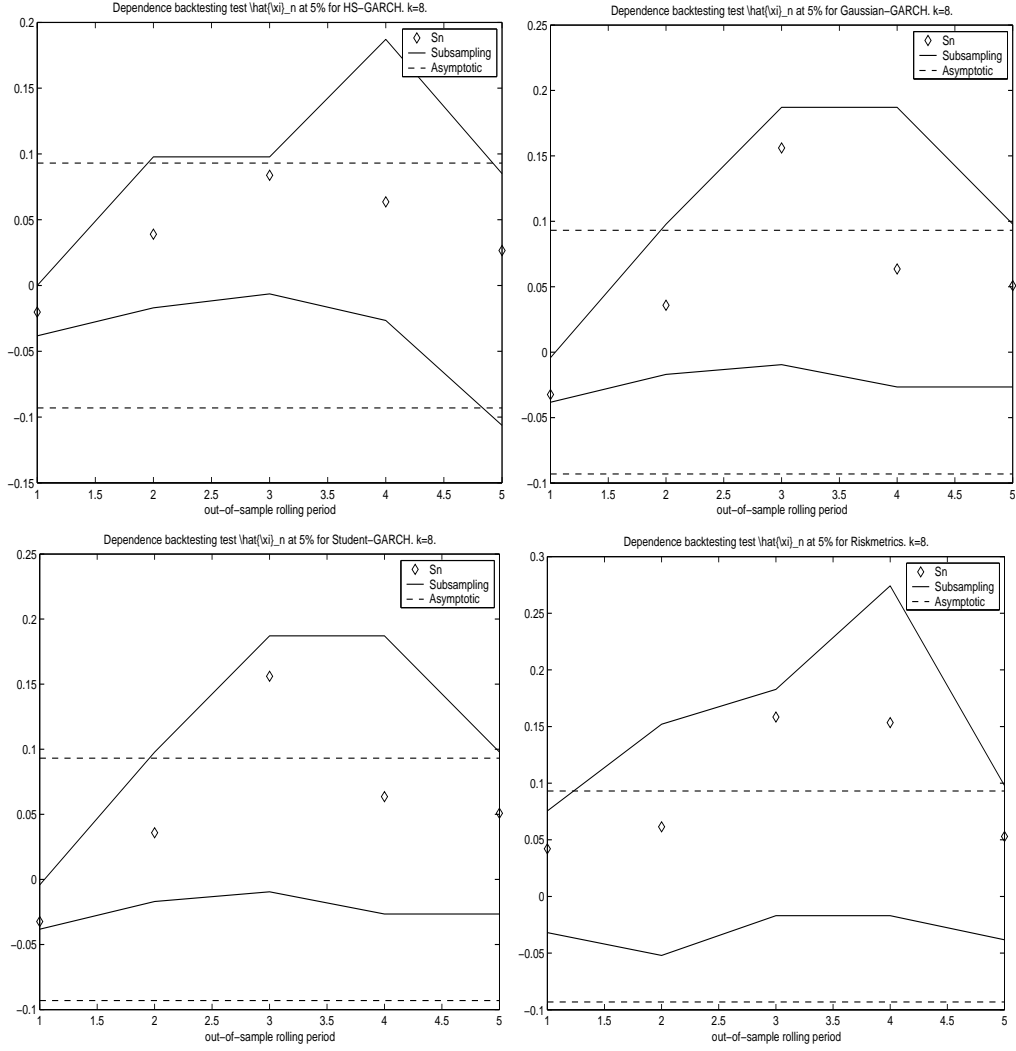 Dependence backtesting test \hat{\xi}_n at 5% for HS−GARCH. k=8.
0.2
0.15
0.1
0.05
0
−0.05
−0.1
−0.15
1 1.5 2 2.5 3 3.5 4 4.5 5
out−of−sample rolling period
Sn
Subsampling
Asymptotic
Dependence backtesting test \hat{\xi}_n at 5% for Gaussian−GARCH. k=8.
0.25
0.2
0.15
0.1
0.05
0
−0.05
−0.1
1 1.5 2 2.5 3 3.5 4 4.5 5
out−of−sample rolling period
Sn
Subsampling
Asymptotic
Dependence backtesting test \hat{\xi}_n at 5% for Student−GARCH. k=8.
0.25
0.2
0.15
0.1
0.05
0
−0.05
−0.1
1 1.5 2 2.5 3 3.5 4 4.5 5
out−of−sample rolling period
Sn
Subsampling
Asymptotic
Dependence backtesting test \hat{\xi}_n at 5% for Riskmetrics. k=8.
0.3
0.25
0.2
0.15
0.1
0.05
0
−0.05
−0.1
1 1.5 2 2.5 3 3.5 4 4.5 5
out−of−sample rolling period
Sn
Subsampling
Asymptotic